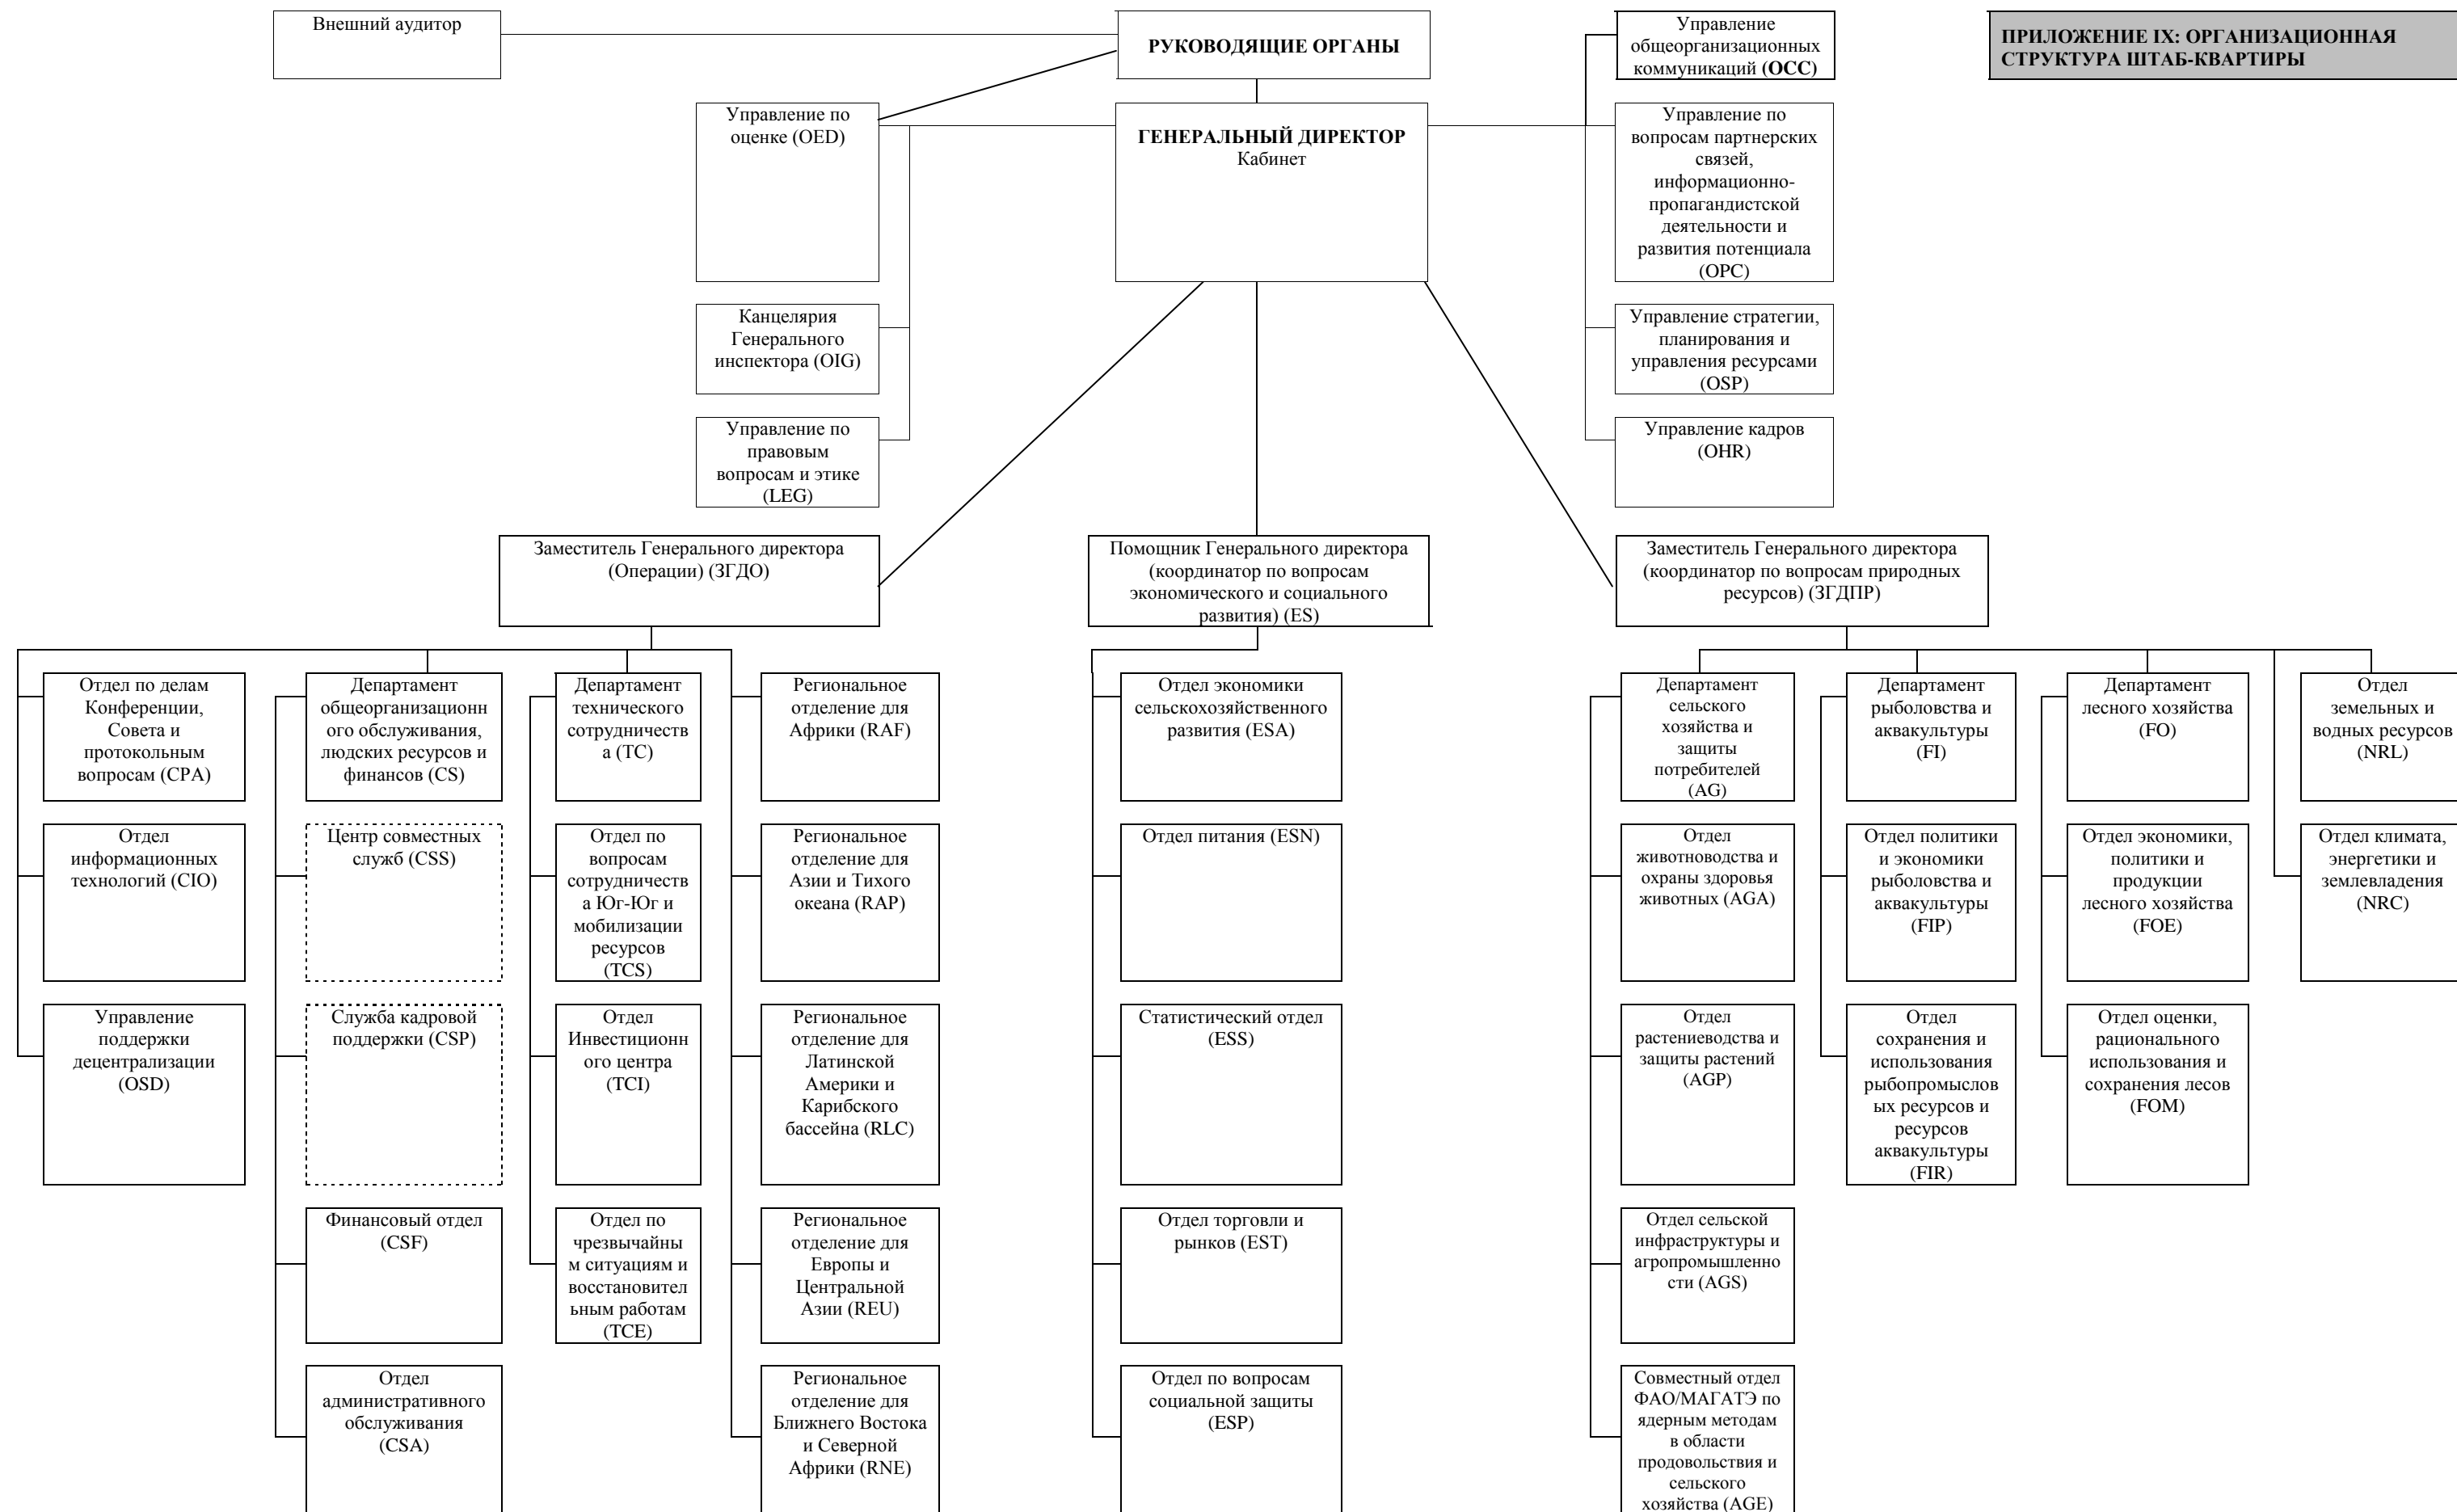 Внешний аудитор
РУКОВОДЯЩИЕ ОРГАНЫ
Управление
общеорганизационных
коммуникаций (OCC)
ПРИЛОЖЕНИЕ IX: ОРГАНИЗАЦИОННАЯ
СТРУКТУРА ШТАБ-КВАРТИРЫ
Управление по
оценке (OED)
ГЕНЕРАЛЬНЫЙ ДИРЕКТОР
Кабинет
Управление по
вопросам партнерских
связей,
информационно-
пропагандистской
деятельности и
развития потенциала
(OPC)
Канцелярия
Генерального
инспектора (OIG)
Управление стратегии,
планирования и
управления ресурсами
(OSP)
Управление по
правовым
вопросам и этике
(LEG)
Управление кадров
(OHR)
Заместитель Генерального директора
(Операции) (ЗГДО)
Помощник Генерального директора
(координатор по вопросам
экономического и социального
развития) (ES)
Заместитель Генерального директора
(координатор по вопросам природных
ресурсов) (ЗГДПР)
Отдел по делам
Конференции,
Совета и
протокольным
вопросам (CPA)
Департамент
общеорганизационн
ого обслуживания,
людских ресурсов и
финансов (CS)
Департамент
технического
сотрудничеств
а (TC)
Региональное
отделение для
Африки (RAF)
Отдел экономики
сельскохозяйственного
развития (ESA)
Департамент
сельского
хозяйства и
защиты
потребителей
(AG)
Департамент
рыболовства и
аквакультуры
(FI)
Департамент
лесного хозяйства
(FO)
Отдел
земельных и
водных ресурсов
(NRL)
Отдел
информационных
технологий (CIO)
Центр совместных
служб (CSS)
Отдел по
вопросам
сотрудничеств
а Юг-Юг и
мобилизации
ресурсов
(TCS)
Региональное
отделение для
Азии и Тихого
океана (RAP)
Отдел питания (ESN)
Отдел
животноводства и
охраны здоровья
животных (AGA)
Отдел политики
и экономики
рыболовства и
аквакультуры
(FIP)
Отдел экономики,
политики и
продукции
лесного хозяйства
(FOE)
Отдел климата,
энергетики и
землевладения
(NRC)
Управление
поддержки
децентрализации
(OSD)
Служба кадровой
поддержки (CSP)
Отдел
Инвестиционн
ого центра
(TCI)
Региональное
отделение для
Латинской
Америки и
Карибского
бассейна (RLC)
Статистический отдел
(ESS)
Отдел
растениеводства и
защиты растений
(AGP)
Отдел
сохранения и
использования
рыбопромыслов
ых ресурсов и
ресурсов
аквакультуры
(FIR)
Отдел оценки,
рационального
использования и
сохранения лесов
(FOM)
Финансовый отдел
(CSF)
Отдел по
чрезвычайны
м ситуациям и
восстановител
ьным работам
(TCE)
Региональное
отделение для
Европы и
Центральной
Азии (REU)
Отдел торговли и
рынков (EST)
Отдел сельской
инфраструктуры и
агропромышленно
сти (AGS)
Отдел
административного
обслуживания
(CSA)
Региональное
отделение для
Ближнего Востока
и Северной
Африки (RNE)
Отдел по вопросам
социальной защиты
(ESP)
Совместный отдел
ФАО/МАГАТЭ по
ядерным методам
в области
продовольствия и
сельского
хозяйства (AGE)